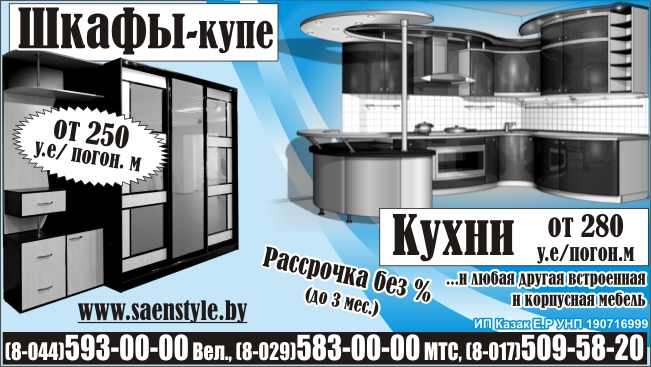 Шкафы-купе
от 250
у.е/ погон. м
Кухни
от 280
у.е/погон.м
Рассрочка без %
(до 3 мес.)
...и любая другая встроенная
и корпусная мебель
www.saenstyle.by
ИП Казак Е.Р УНП 190716999
(8-044)593-00-00 Вел., (8-029)583-00-00 МТС, (8-017)509-58-20